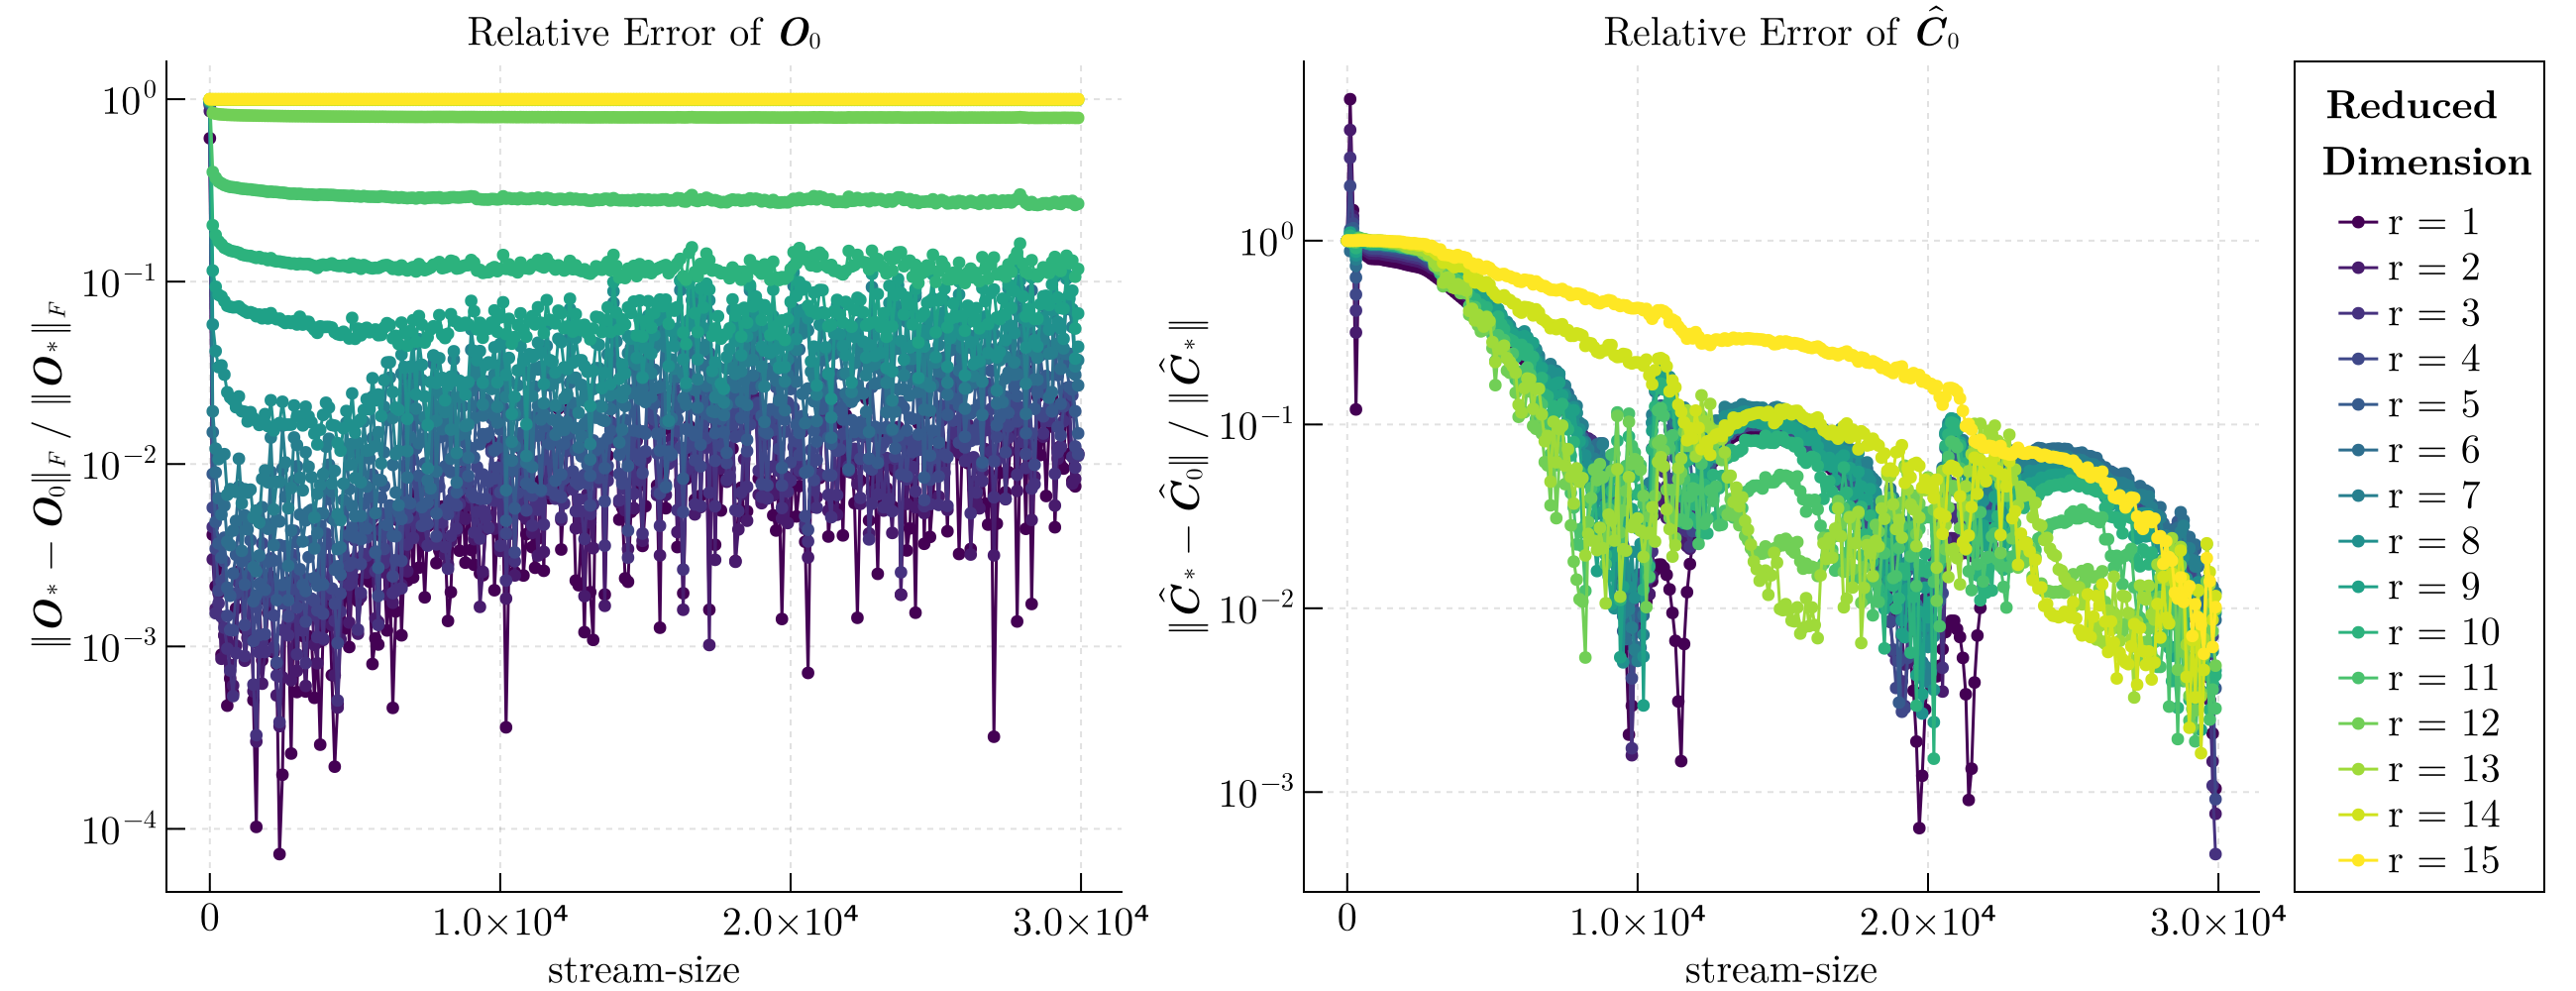 Relative Error of O₀
‖O* − O₀‖_F / ‖O*‖_F
10⁰
10⁻¹
10⁻²
10⁻³
10⁻⁴
0
1.0×10⁴
2.0×10⁴
3.0×10⁴
stream-size
Relative Error of Ĉ₀
‖Ĉ* − Ĉ₀‖ / ‖Ĉ*‖
10⁰
10⁻¹
10⁻²
10⁻³
0
1.0×10⁴
2.0×10⁴
3.0×10⁴
stream-size
Reduced
Dimension
r = 1
r = 2
r = 3
r = 4
r = 5
r = 6
r = 7
r = 8
r = 9
r = 10
r = 11
r = 12
r = 13
r = 14
r = 15